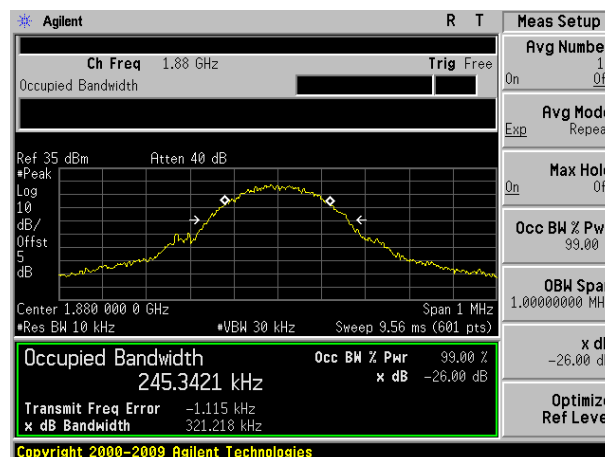 Agilent R T
Ch Freq 1.88 GHz Trig Free
Occupied Bandwidth
Ref 35 dBm Atten 40 dB
#Peak
Log
10
dB/
Offst
5
dB
Center 1.880 000 0 GHz Span 1 MHz
#Res BW 10 kHz #VBW 30 kHz Sweep 9.56 ms (601 pts)
Occupied Bandwidth Occ BW % Pwr 99.00 %
245.3421 kHz x dB -26.00 dB
Transmit Freq Error -1.115 kHz
x dB Bandwidth 321.218 kHz
Copyright 2000-2009 Agilent Technologies
Meas Setup
Avg Numbe
1
On Of
Avg Mod
Exp Repea
Max Hol
On Of
Occ BW % Pw
99.00
OBW Spa
1.00000000 MH
x d
-26.00 d
Optimiz
Ref Leve